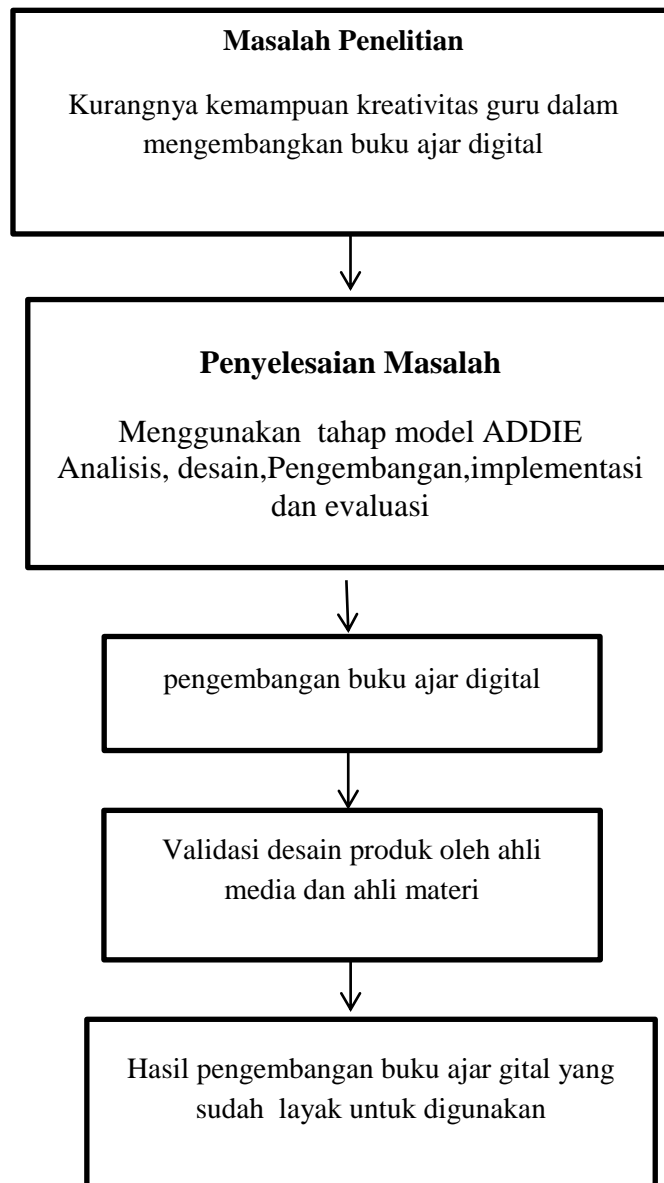 Masalah Penelitian
Kurangnya kemampuan kreativitas guru dalam
mengembangkan buku ajar digital
Penyelesaian Masalah
Menggunakan  tahap model ADDIE
Analisis, desain,Pengembangan,implementasi
dan evaluasi
pengembangan buku ajar digital
Validasi desain produk oleh ahli
media dan ahli materi
Hasil pengembangan buku ajar gital yang
sudah  layak untuk digunakan